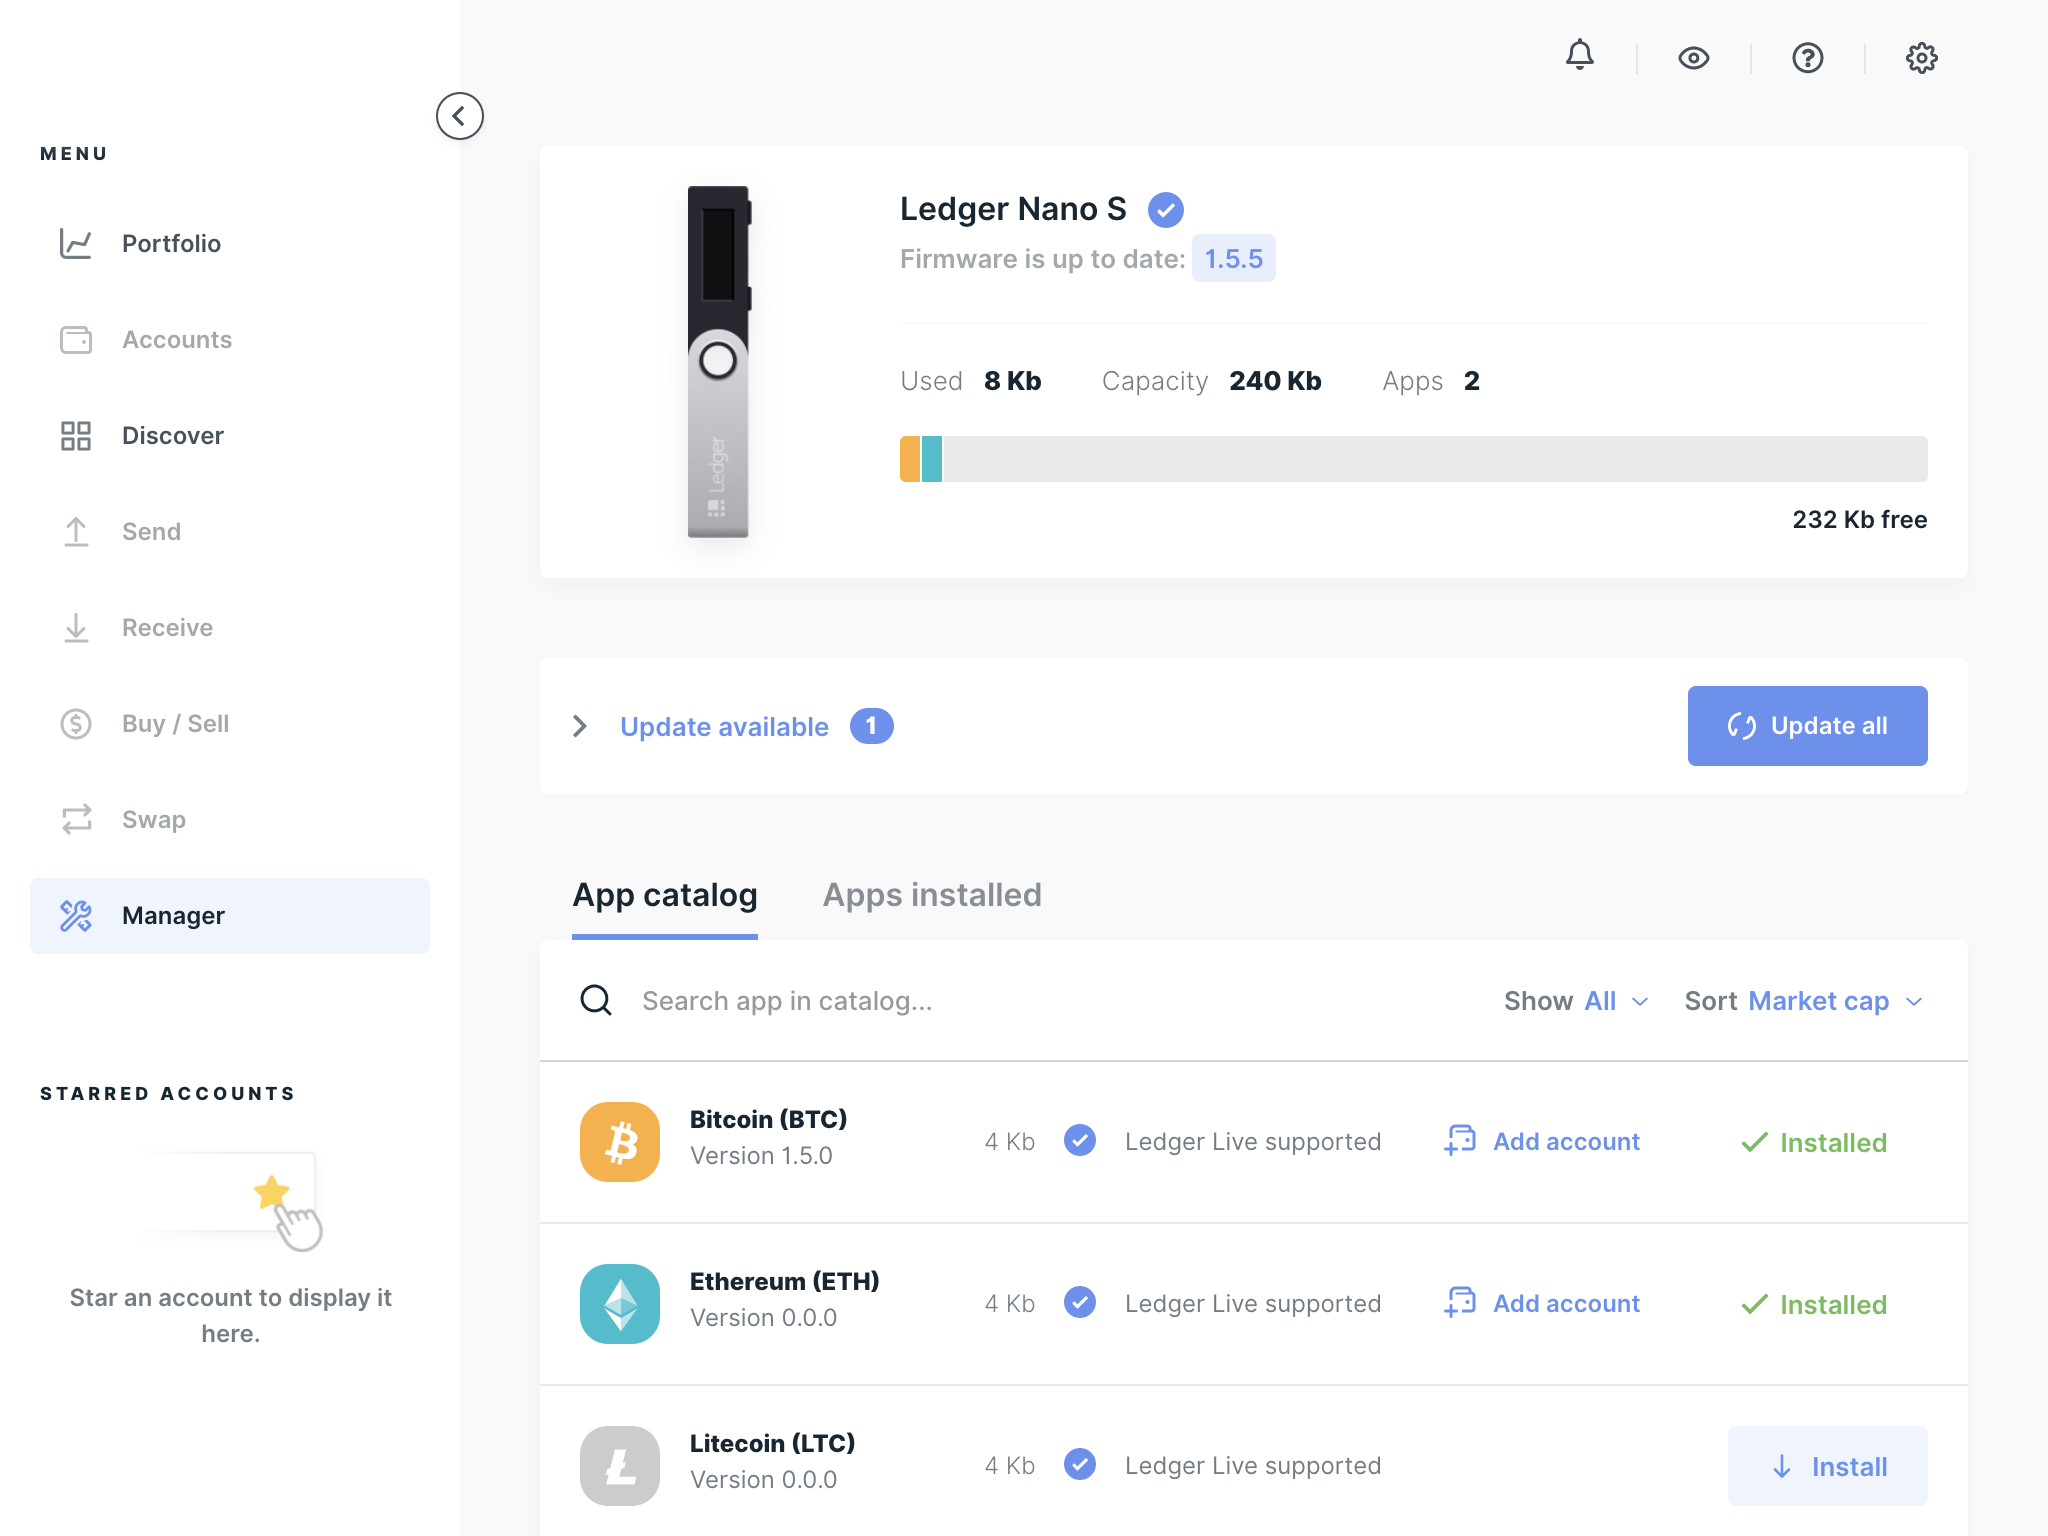 MENU
Portfolio
Accounts
Discover
Send
Receive
Buy / Sell
Swap
Manager
STARRED ACCOUNTS
Star an account to display it
here.
Ledger
Ledger Nano S
Firmware is up to date: 1.5.5
Used 8 Kb Capacity 240 Kb Apps 2
232 Kb free
Update available 1
Update all
App catalog Apps installed
Search app in catalog... Show All Sort Market cap
Bitcoin (BTC)
Version 1.5.0
4 Kb Ledger Live supported Add account Installed
Ethereum (ETH)
Version 0.0.0
4 Kb Ledger Live supported Add account Installed
Litecoin (LTC)
Version 0.0.0
4 Kb Ledger Live supported Install